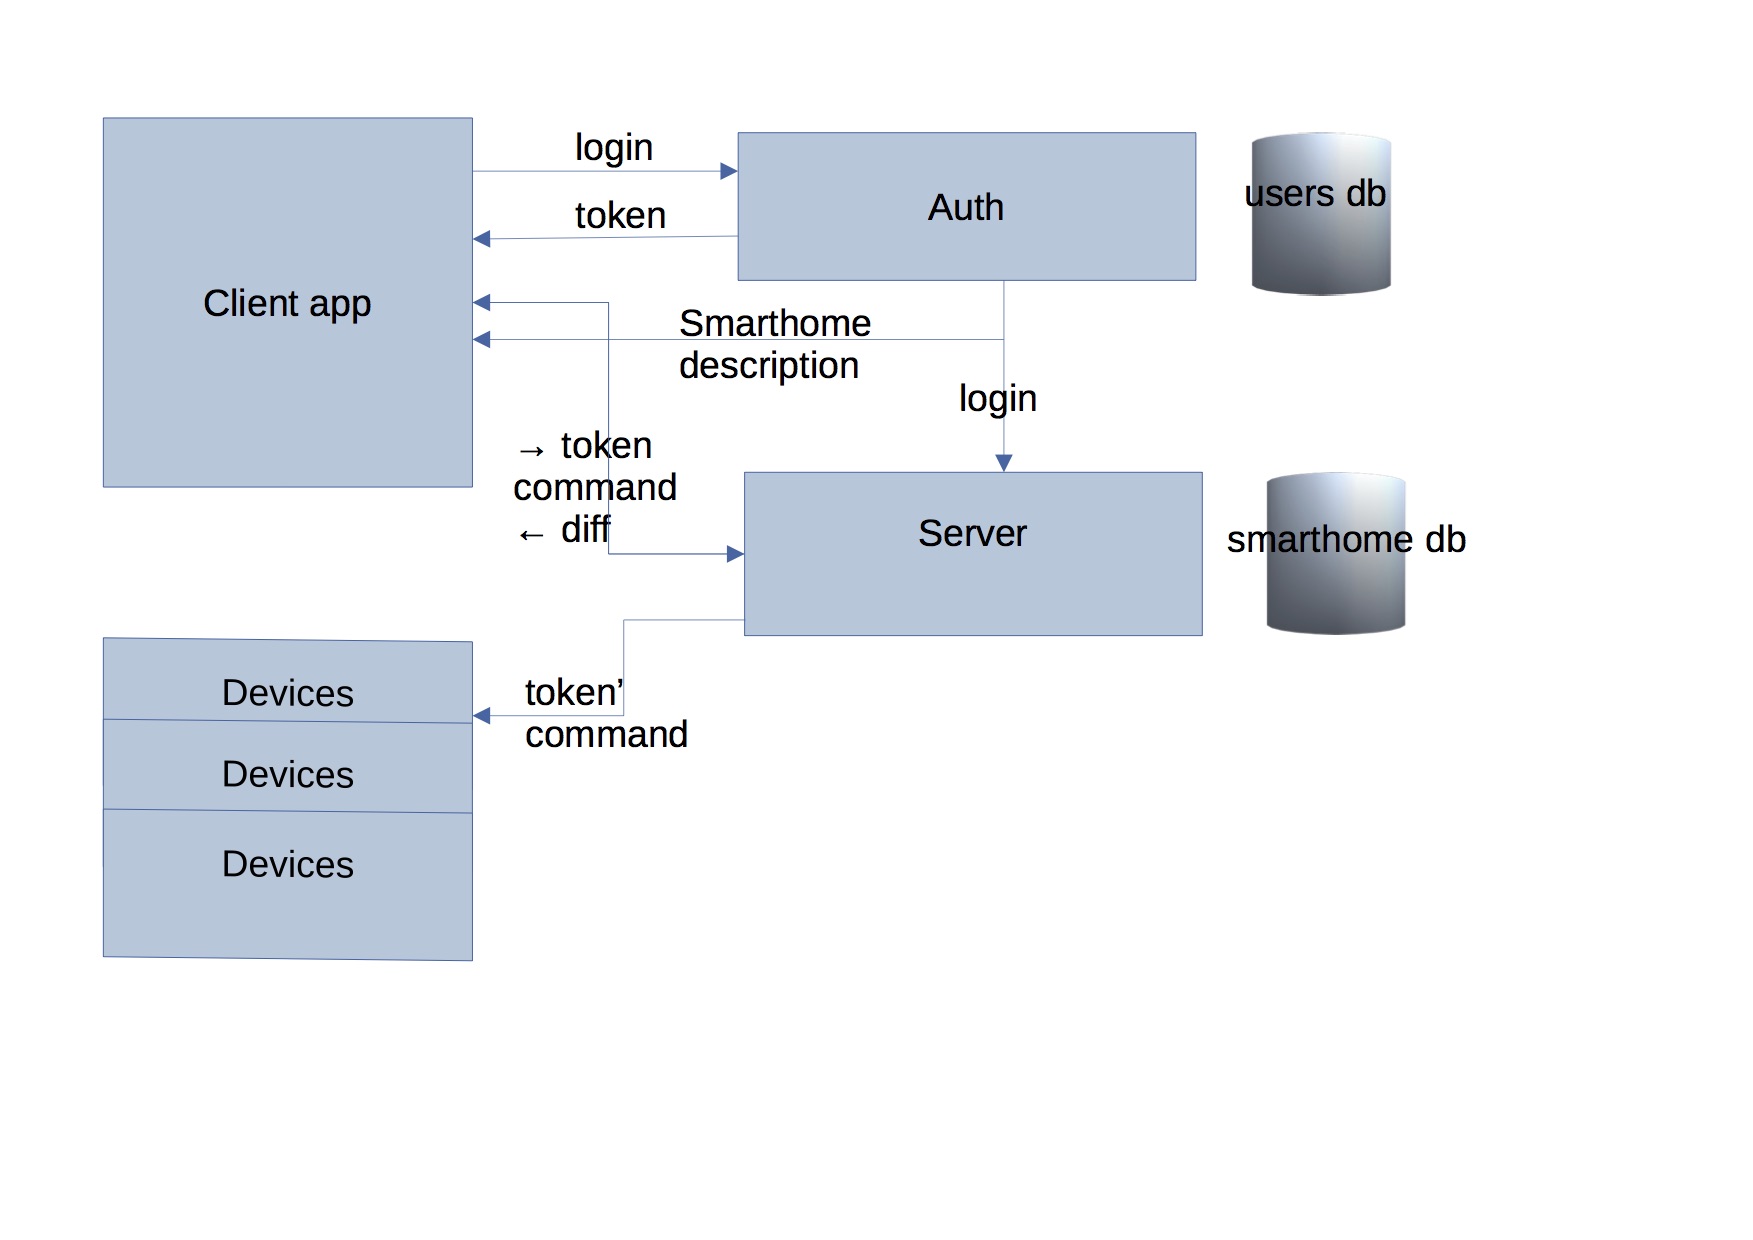 login
token
Auth
users db
Client app
Smarthome
description
login
→ token
command
← diff
Server
smarthome db
Devices
token’
command
Devices
Devices